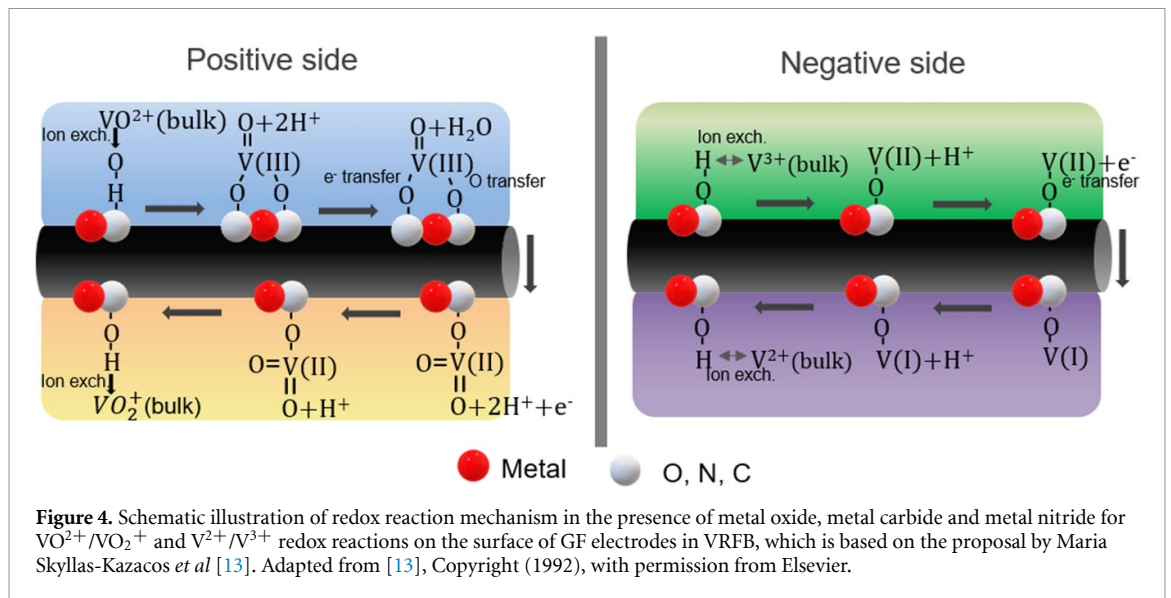 Positive side
Negative side
VO²⁺(bulk)
Ion exch.
O
H
O+2H⁺
V(III)
O O
O+H₂O
V(III)
e⁻ transfer
O transfer
O
O
O
H
Ion exch.
VO₂⁺(bulk)
O
O=V(II)
O+H⁺
O
O=V(II)
O+2H⁺+e⁻
Ion exch.
H V³⁺(bulk)
O
V(II)+H⁺
O
V(II)+e⁻
O e⁻ transfer
O
H V²⁺(bulk)
Ion exch.
O
V(I)+H⁺
O
V(I)
Metal
O, N, C
Figure 4. Schematic illustration of redox reaction mechanism in the presence of metal oxide, metal carbide and metal nitride for
VO²⁺/VO₂⁺ and V²⁺/V³⁺ redox reactions on the surface of GF electrodes in VRFB, which is based on the proposal by Maria
Skyllas-Kazacos et al [13]. Adapted from [13], Copyright (1992), with permission from Elsevier.